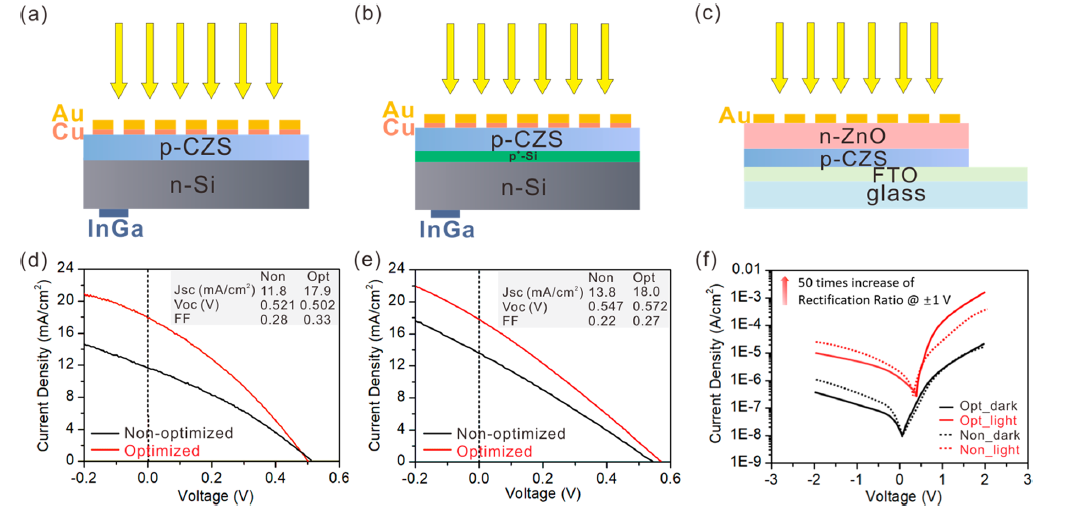 (a)
Au
Cu
p-CZS
n-Si
InGa
(b)
Au
Cu
p-CZS
p⁺-Si
n-Si
InGa
(c)
Au
n-ZnO
p-CZS
FTO
glass
(d)
Current Density (mA/cm²)
24
20
16
12
8
4
0
Non Opt
Jsc (mA/cm²) 11.8 17.9
Voc (V) 0.521 0.502
FF 0.28 0.33
Non-optimized
Optimized
-0.2 0.0 0.2 0.4 0.6
Voltage (V)
(e)
Current Density (mA/cm²)
24
20
16
12
8
4
0
Non Opt
Jsc (mA/cm²) 13.8 18.0
Voc (V) 0.547 0.572
FF 0.22 0.27
Non-optimized
Optimized
-0.2 0.0 0.2 0.4 0.6
Voltage (V)
(f)
Current Density (A/cm²)
0.01
1E-3
1E-4
1E-5
1E-6
1E-7
1E-8
1E-9
50 times increase of
Rectification Ratio @ ±1 V
Opt_dark
Opt_light
Non_dark
Non_light
-3 -2 -1 0 1 2 3
Voltage (V)